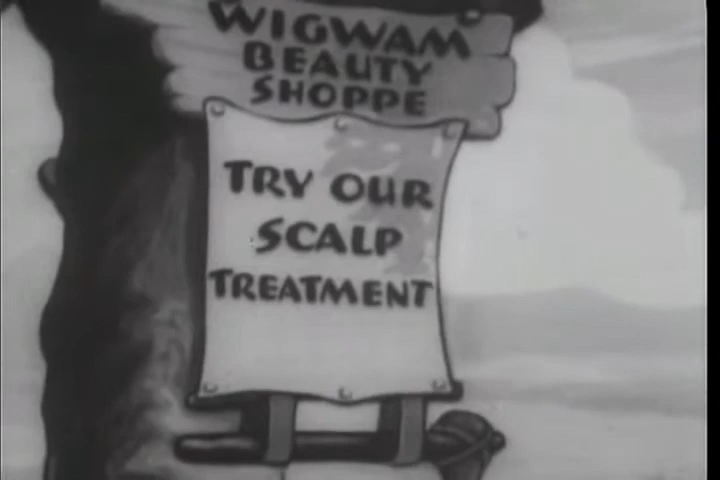 WIGWAM
BEAUTY
SHOPPE
TRY OUR
SCALP
TREATMENT